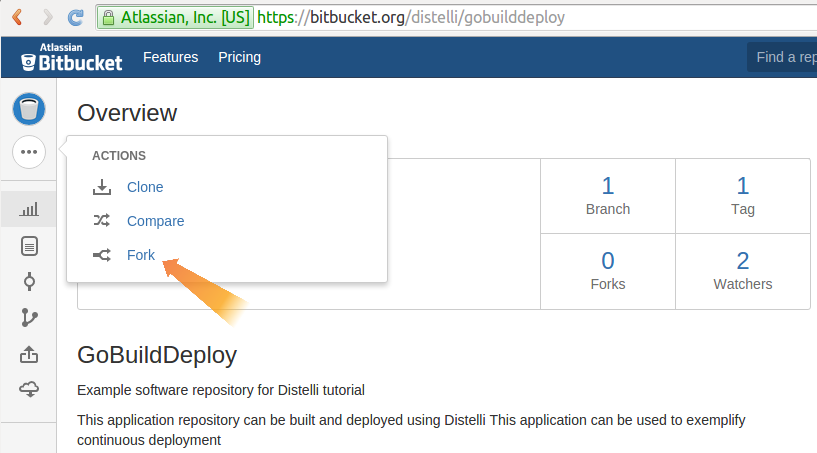 Atlassian, Inc. [US] https://bitbucket.org/distelli/gobuilddeploy
Atlassian
Bitbucket
Features
Pricing
Find a rep
Overview
ACTIONS
Clone
Compare
Fork
1
Branch
1
Tag
0
Forks
2
Watchers
GoBuildDeploy
Example software repository for Distelli tutorial
This application repository can be built and deployed using Distelli This application can be used to exemplify
continuous deployment